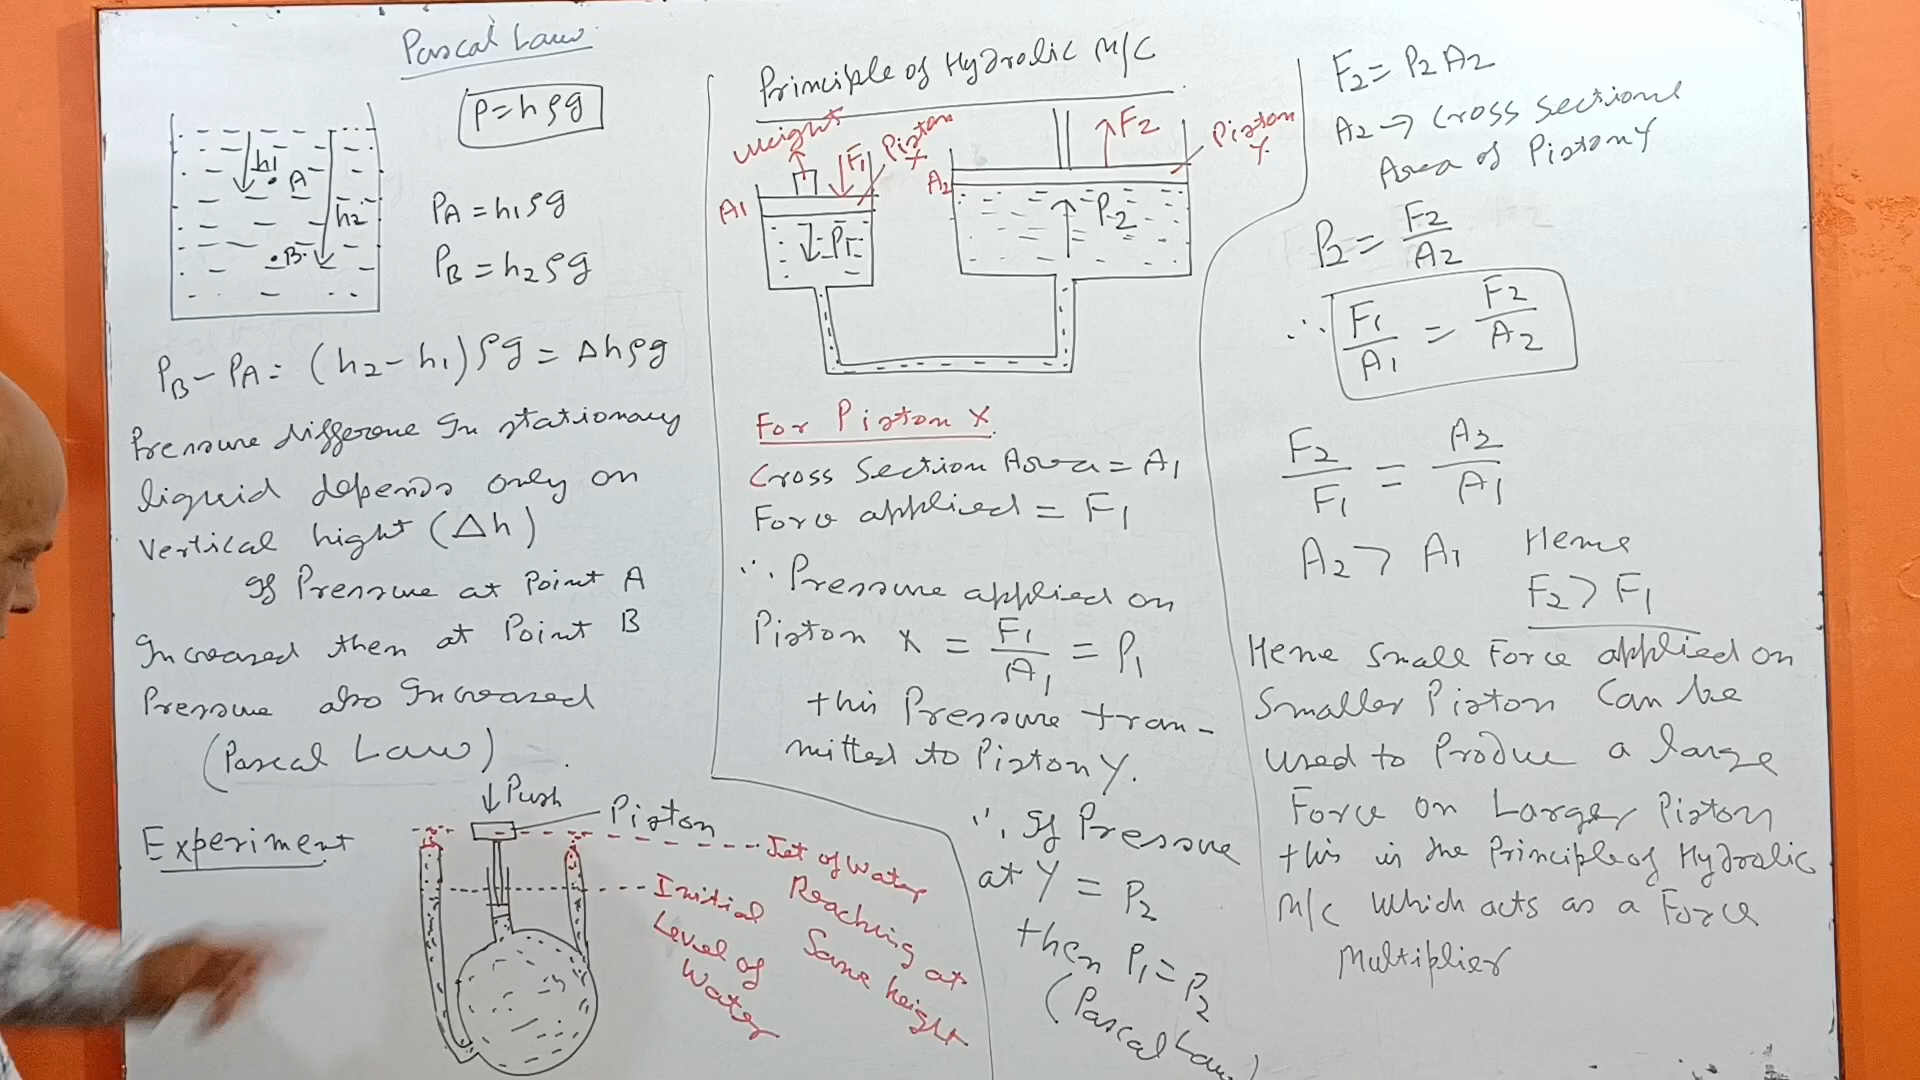 Pascal Law
P = hρg
h1
A
h2
B
PA = h1ρg
PB = h2ρg
PB - PA = (h2 - h1)ρg = Δhρg
Pressure differone In stationary
liquid depends only on
Vertical hight (Δh)
If Pressure at Point A
Increased then at Point B
Pressure also Increased
(Pascal Law)
Experiment
Push
Piston
Jet of Water
Reaching at
Same height
Initial
Level of
Water
Principle of Hydrolic M/C
Weight
F1
Piston
X
F2
Piston
Y
A1
A2
P1
P2
For Piston X
Cross Section Area = A1
Force applied = F1
∴ Pressure applied on
Piston X = F1/A1 = P1
this Pressure tran-
mitted to Piston Y.
∴ If Pressure
at Y = P2
then P1 = P2
(Pascal Law)
F2 = P2 A2
A2 → Cross Sectional
Area of Piston Y
P2 = F2/A2
∴ F1/A1 = F2/A2
F2/F1 = A2/A1
A2 > A1 Hense
F2 > F1
Hense Small Force applied on
Smaller Piston Can be
used to Produce a large
Force on Larger Piston
this is the Principle of Hydrolic
M/C Which acts as a Force
Multiplier